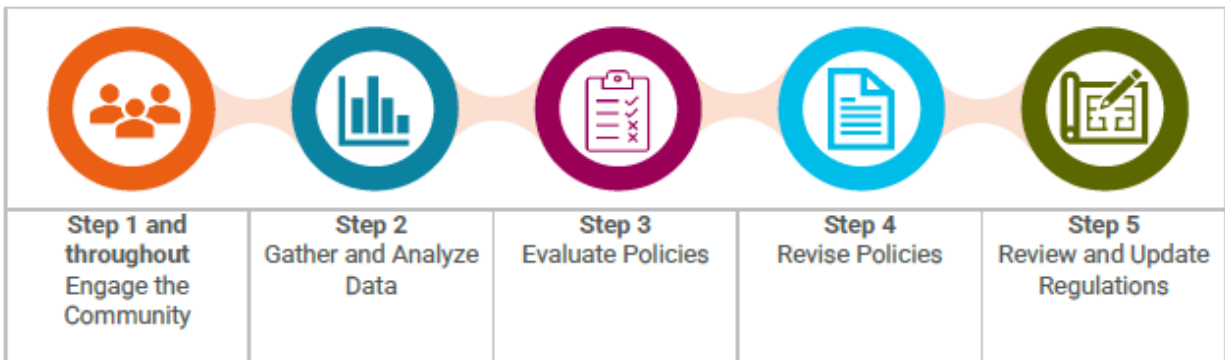 Step 1 and
throughout
Engage the
Community
Step 2
Gather and Analyze
Data
Step 3
Evaluate Policies
Step 4
Revise Policies
Step 5
Review and Update
Regulations